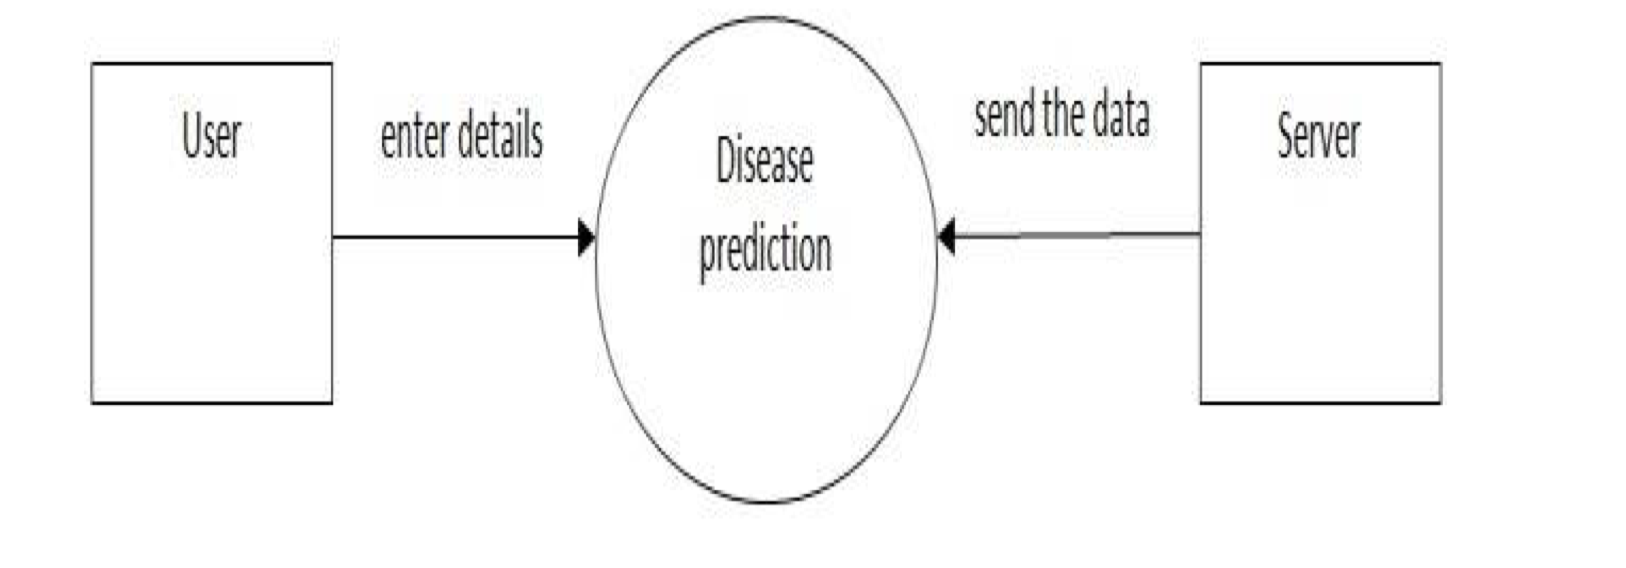 User
enter details
Disease
prediction
send the data
Server